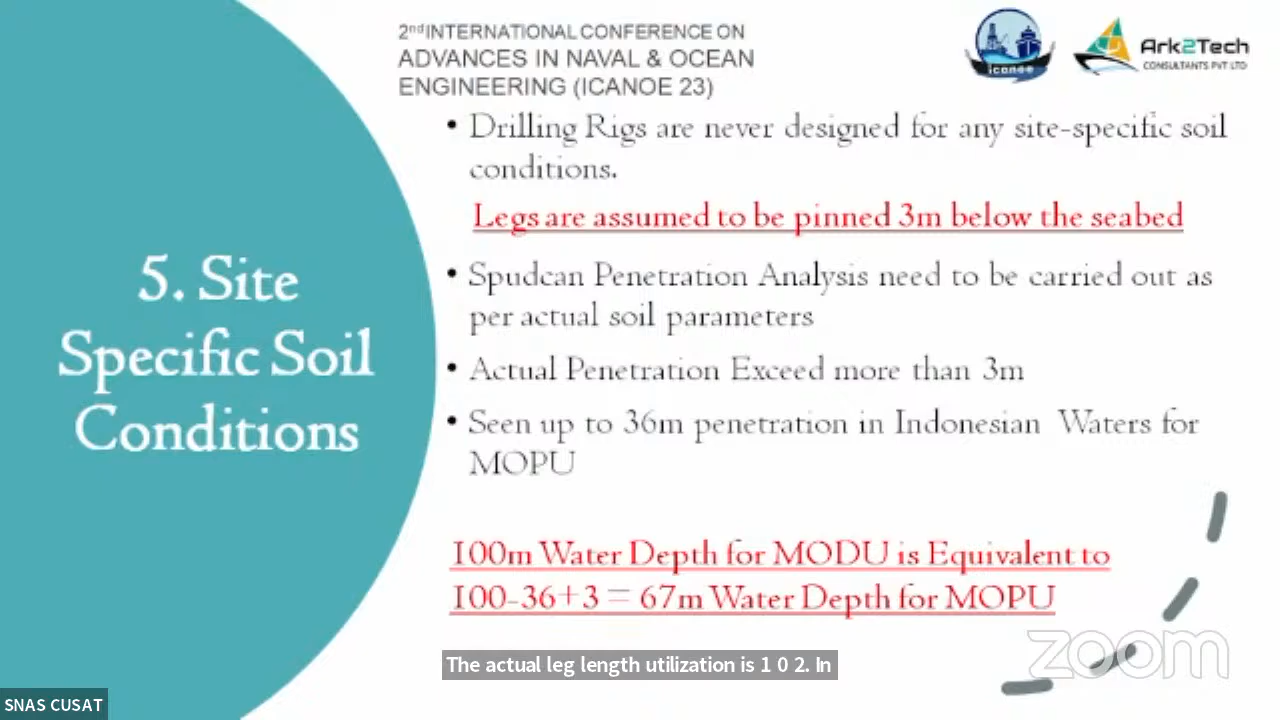 2nd INTERNATIONAL CONFERENCE ON
ADVANCES IN NAVAL & OCEAN
ENGINEERING (ICANOE 23)
icanoe
Ark2Tech
CONSULTANTS PVT LTD
5. Site
Specific Soil
Conditions
• Drilling Rigs are never designed for any site-specific soil
conditions.
Legs are assumed to be pinned 3m below the seabed
• Spudcan Penetration Analysis need to be carried out as
per actual soil parameters
• Actual Penetration Exceed more than 3m
• Seen up to 36m penetration in Indonesian Waters for
MOPU
100m Water Depth for MODU is Equivalent to
100-36+3 = 67m Water Depth for MOPU
zoom
The actual leg length utilization is 1 0 2. In
SNAS CUSAT